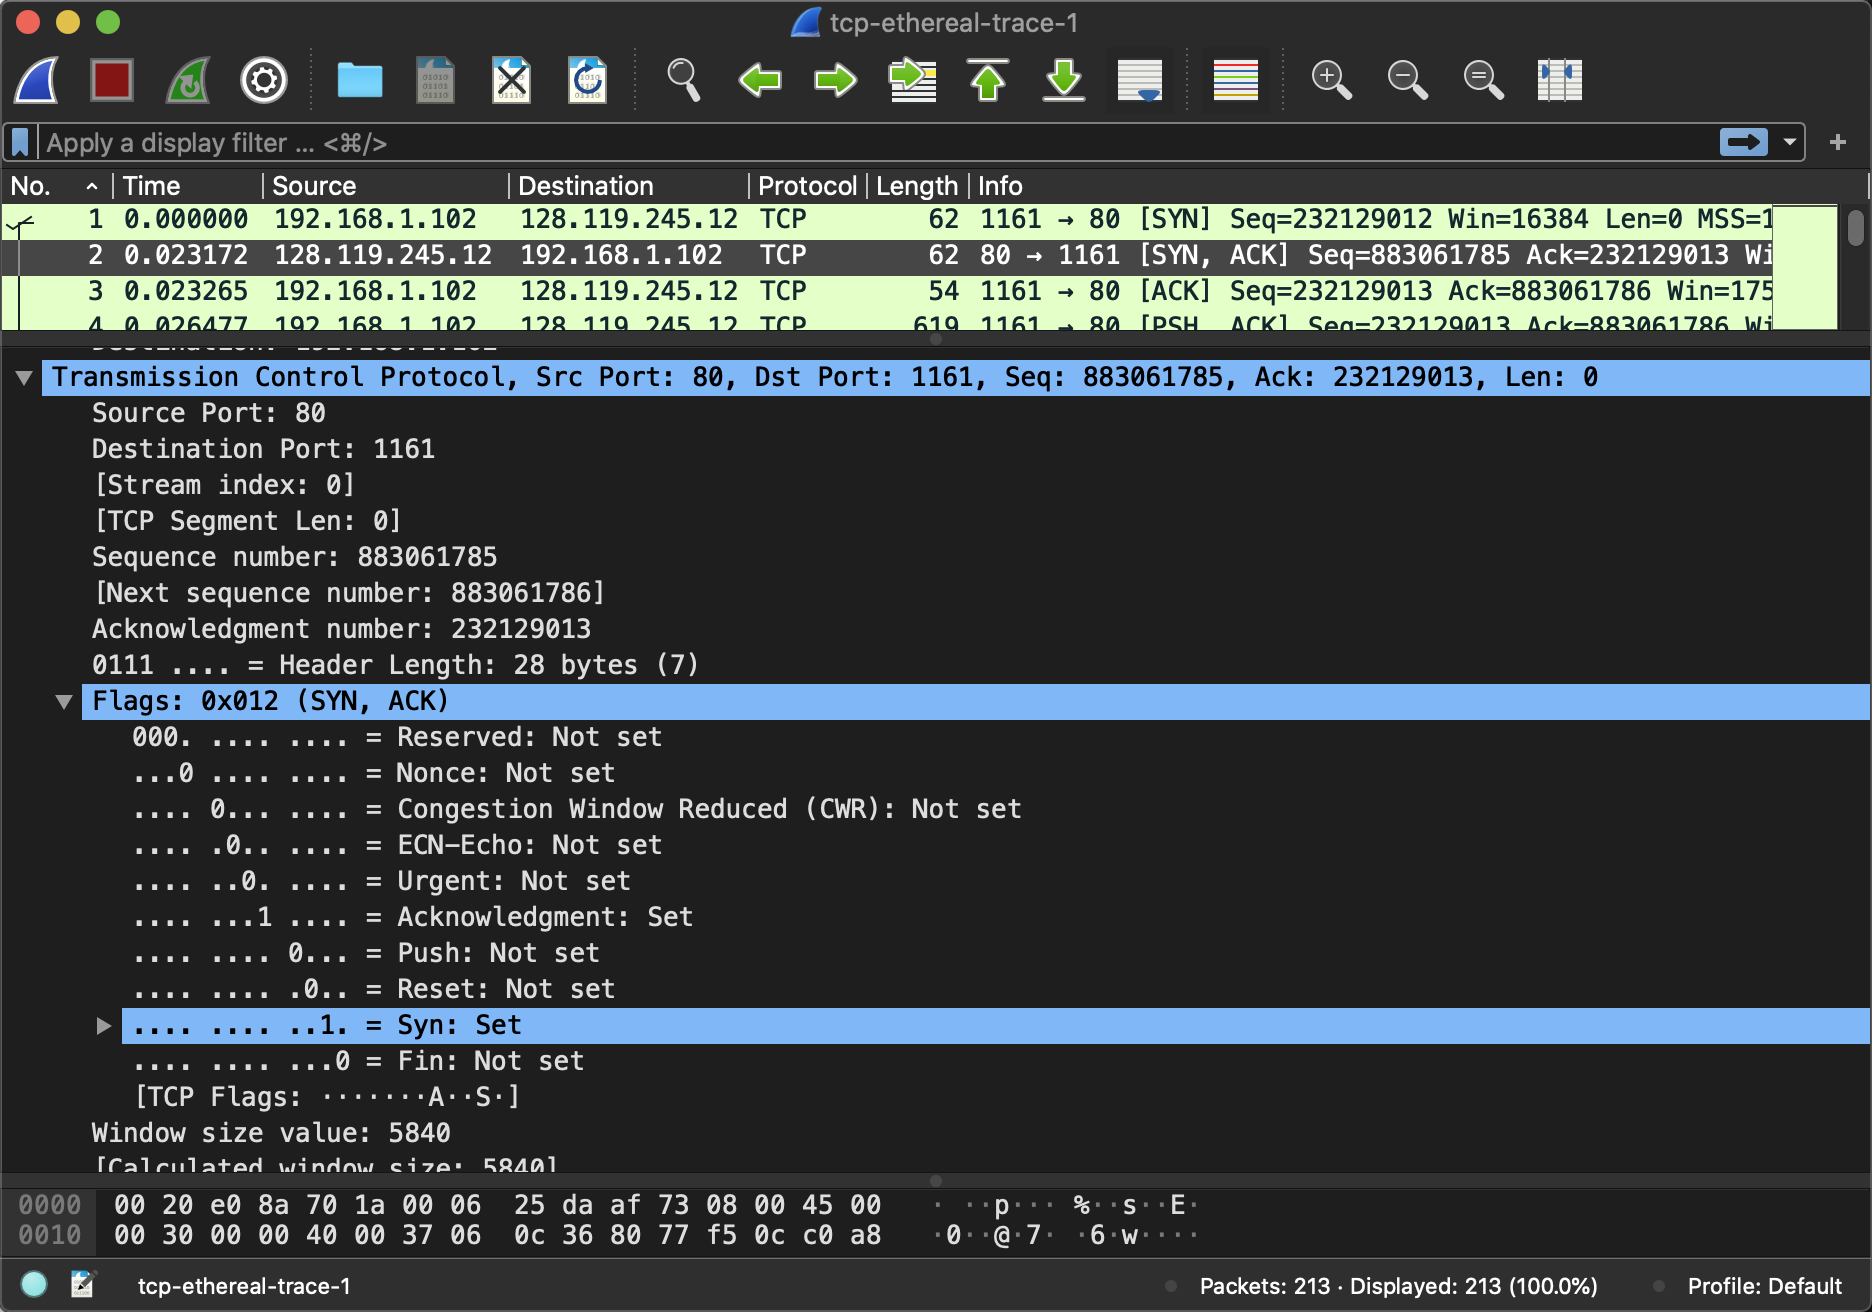 tcp-ethereal-trace-1
Apply a display filter ... <⌘/>
No. Time Source Destination Protocol Length Info
1 0.000000 192.168.1.102 128.119.245.12 TCP 62 1161 → 80 [SYN] Seq=232129012 Win=16384 Len=0 MSS=1
2 0.023172 128.119.245.12 192.168.1.102 TCP 62 80 → 1161 [SYN, ACK] Seq=883061785 Ack=232129013 Wi
3 0.023265 192.168.1.102 128.119.245.12 TCP 54 1161 → 80 [ACK] Seq=232129013 Ack=883061786 Win=175
4 0.026477 192.168.1.102 128.119.245.12 TCP 619 1161 → 80 [PSH, ACK] Seq=232129013 Ack=883061786 Wi
Destination: 192.168.1.102
Transmission Control Protocol, Src Port: 80, Dst Port: 1161, Seq: 883061785, Ack: 232129013, Len: 0
Source Port: 80
Destination Port: 1161
[Stream index: 0]
[TCP Segment Len: 0]
Sequence number: 883061785
[Next sequence number: 883061786]
Acknowledgment number: 232129013
0111 .... = Header Length: 28 bytes (7)
Flags: 0x012 (SYN, ACK)
000. .... .... = Reserved: Not set
...0 .... .... = Nonce: Not set
.... 0... .... = Congestion Window Reduced (CWR): Not set
.... .0.. .... = ECN-Echo: Not set
.... ..0. .... = Urgent: Not set
.... ...1 .... = Acknowledgment: Set
.... .... 0... = Push: Not set
.... .... .0.. = Reset: Not set
.... .... ..1. = Syn: Set
.... .... ...0 = Fin: Not set
[TCP Flags: ·······A··S·]
Window size value: 5840
[Calculated window size: 5840]
0000 00 20 e0 8a 70 1a 00 06 25 da af 73 08 00 45 00 · ··p··· %··s··E·
0010 00 30 00 00 40 00 37 06 0c 36 80 77 f5 0c c0 a8 ·0··@·7· ·6·w····
tcp-ethereal-trace-1 Packets: 213 · Displayed: 213 (100.0%) Profile: Default